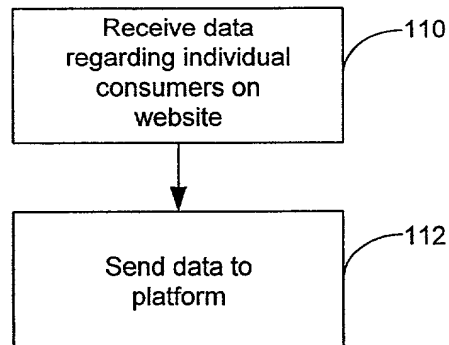 Receive data
regarding individual
consumers on
website
110
Send data to
platform
112